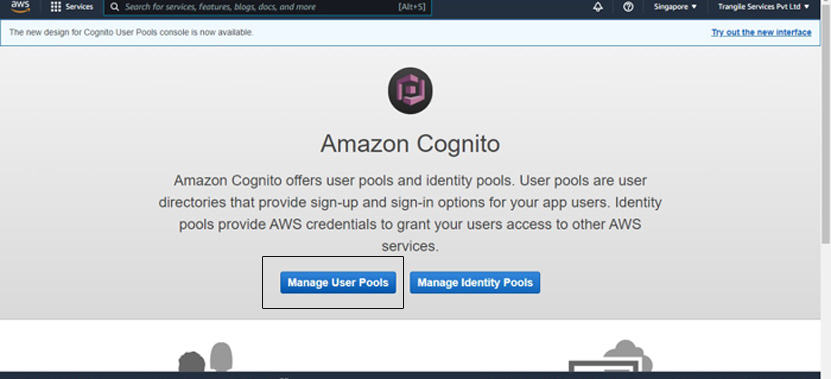 aws Services Search for services, features, blogs, docs, and more [Alt+S] Singapore ▼ Trangile Services Pvt Ltd ▼
The new design for Cognito User Pools console is now available. Try out the new interface
Amazon Cognito
Amazon Cognito offers user pools and identity pools. User pools are user
directories that provide sign-up and sign-in options for your app users. Identity
pools provide AWS credentials to grant your users access to other AWS
services.
Manage User Pools Manage Identity Pools